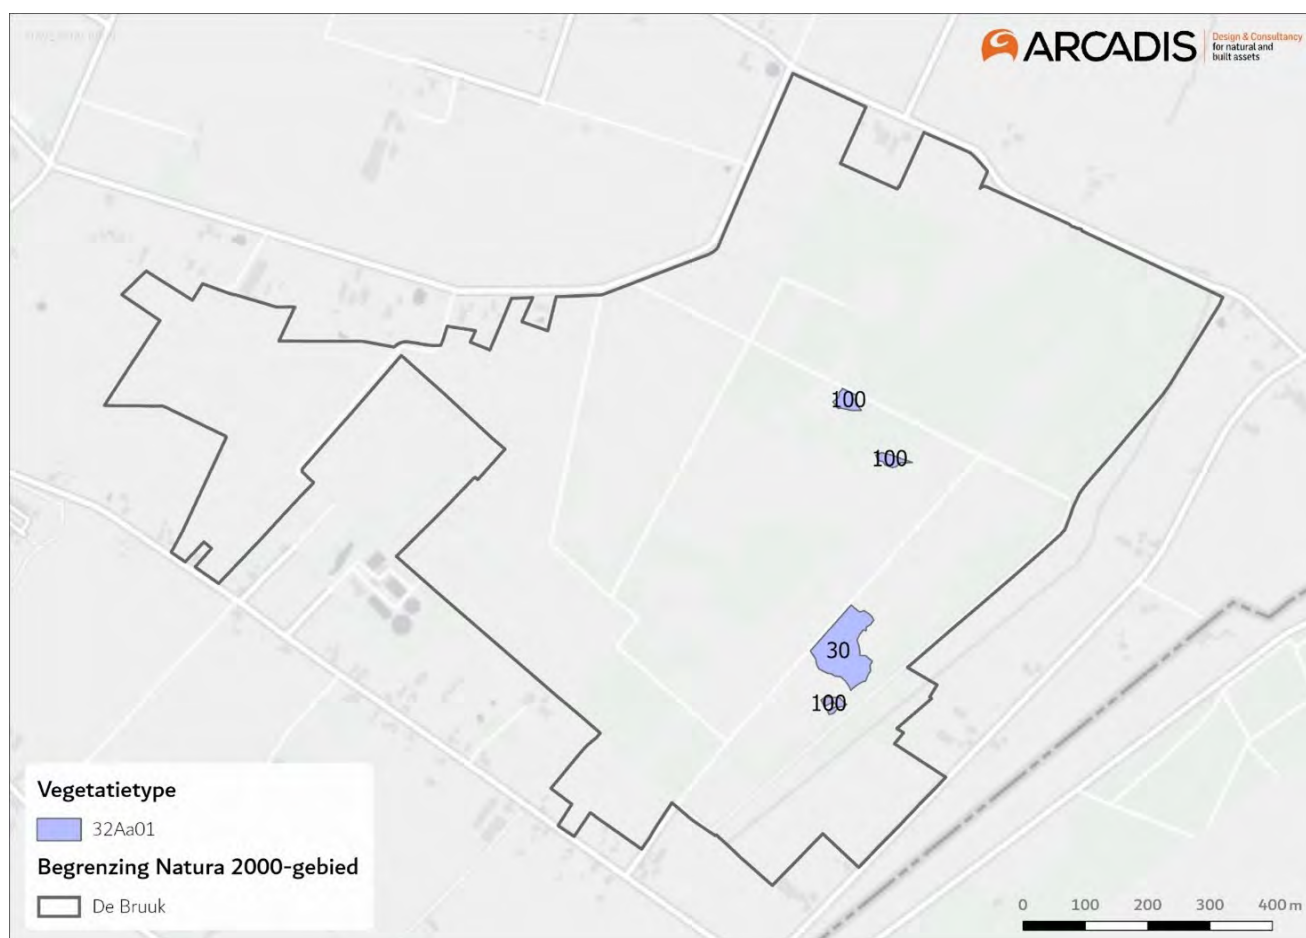 ARCADIS
Design & Consultancy
for natural and
built assets
100
100
30
100
Vegetatietype
32Aa01
Begrenzing Natura 2000-gebied
De Bruuk
0 100 200 300 400 m